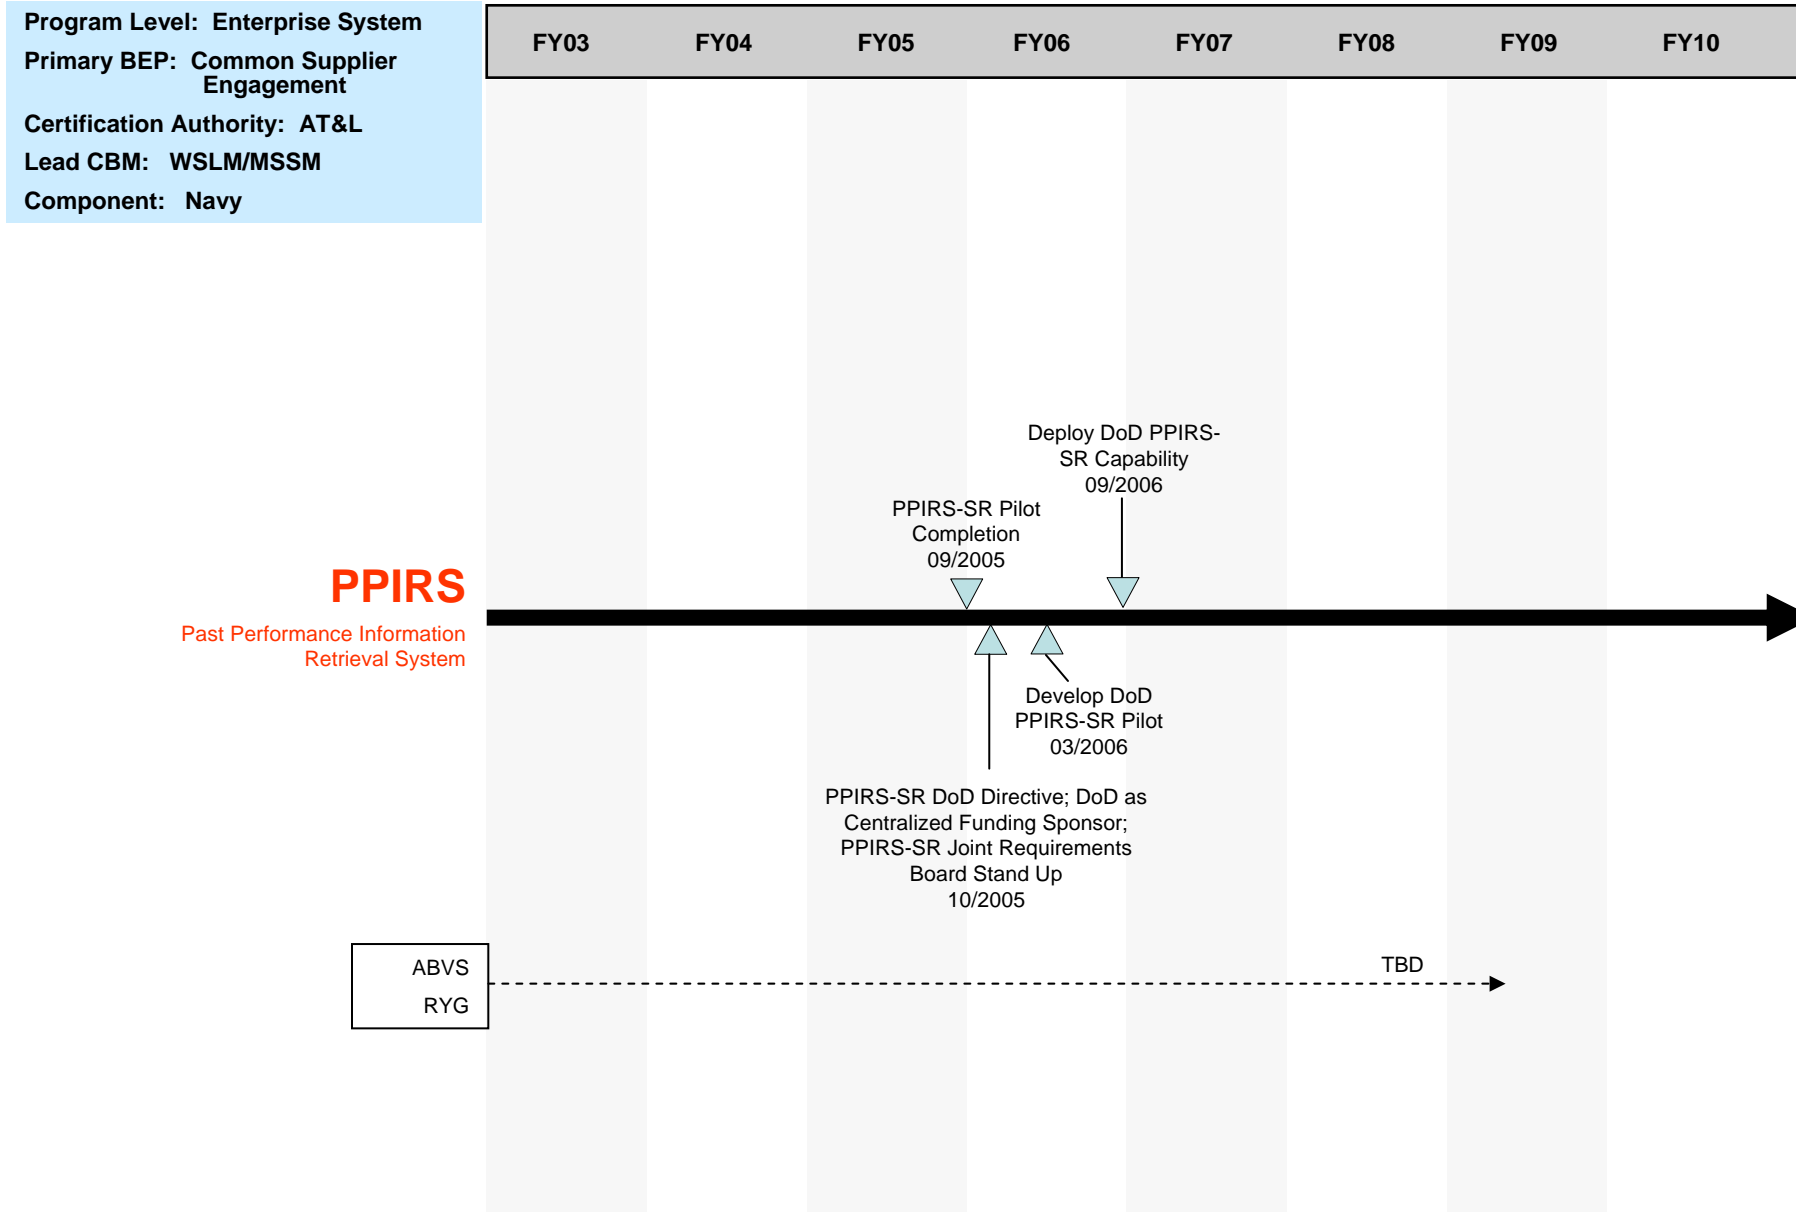 Program Level: Enterprise System
Primary BEP: Common Supplier
Engagement
Certification Authority: AT&L
Lead CBM: WSLM/MSSM
Component: Navy
FY03 FY04 FY05 FY06 FY07 FY08 FY09 FY10
Deploy DoD PPIRS-
SR Capability
09/2006
PPIRS-SR Pilot
Completion
09/2005
PPIRS
Past Performance Information
Retrieval System
Develop DoD
PPIRS-SR Pilot
03/2006
PPIRS-SR DoD Directive; DoD as
Centralized Funding Sponsor;
PPIRS-SR Joint Requirements
Board Stand Up
10/2005
ABVS
RYG
TBD